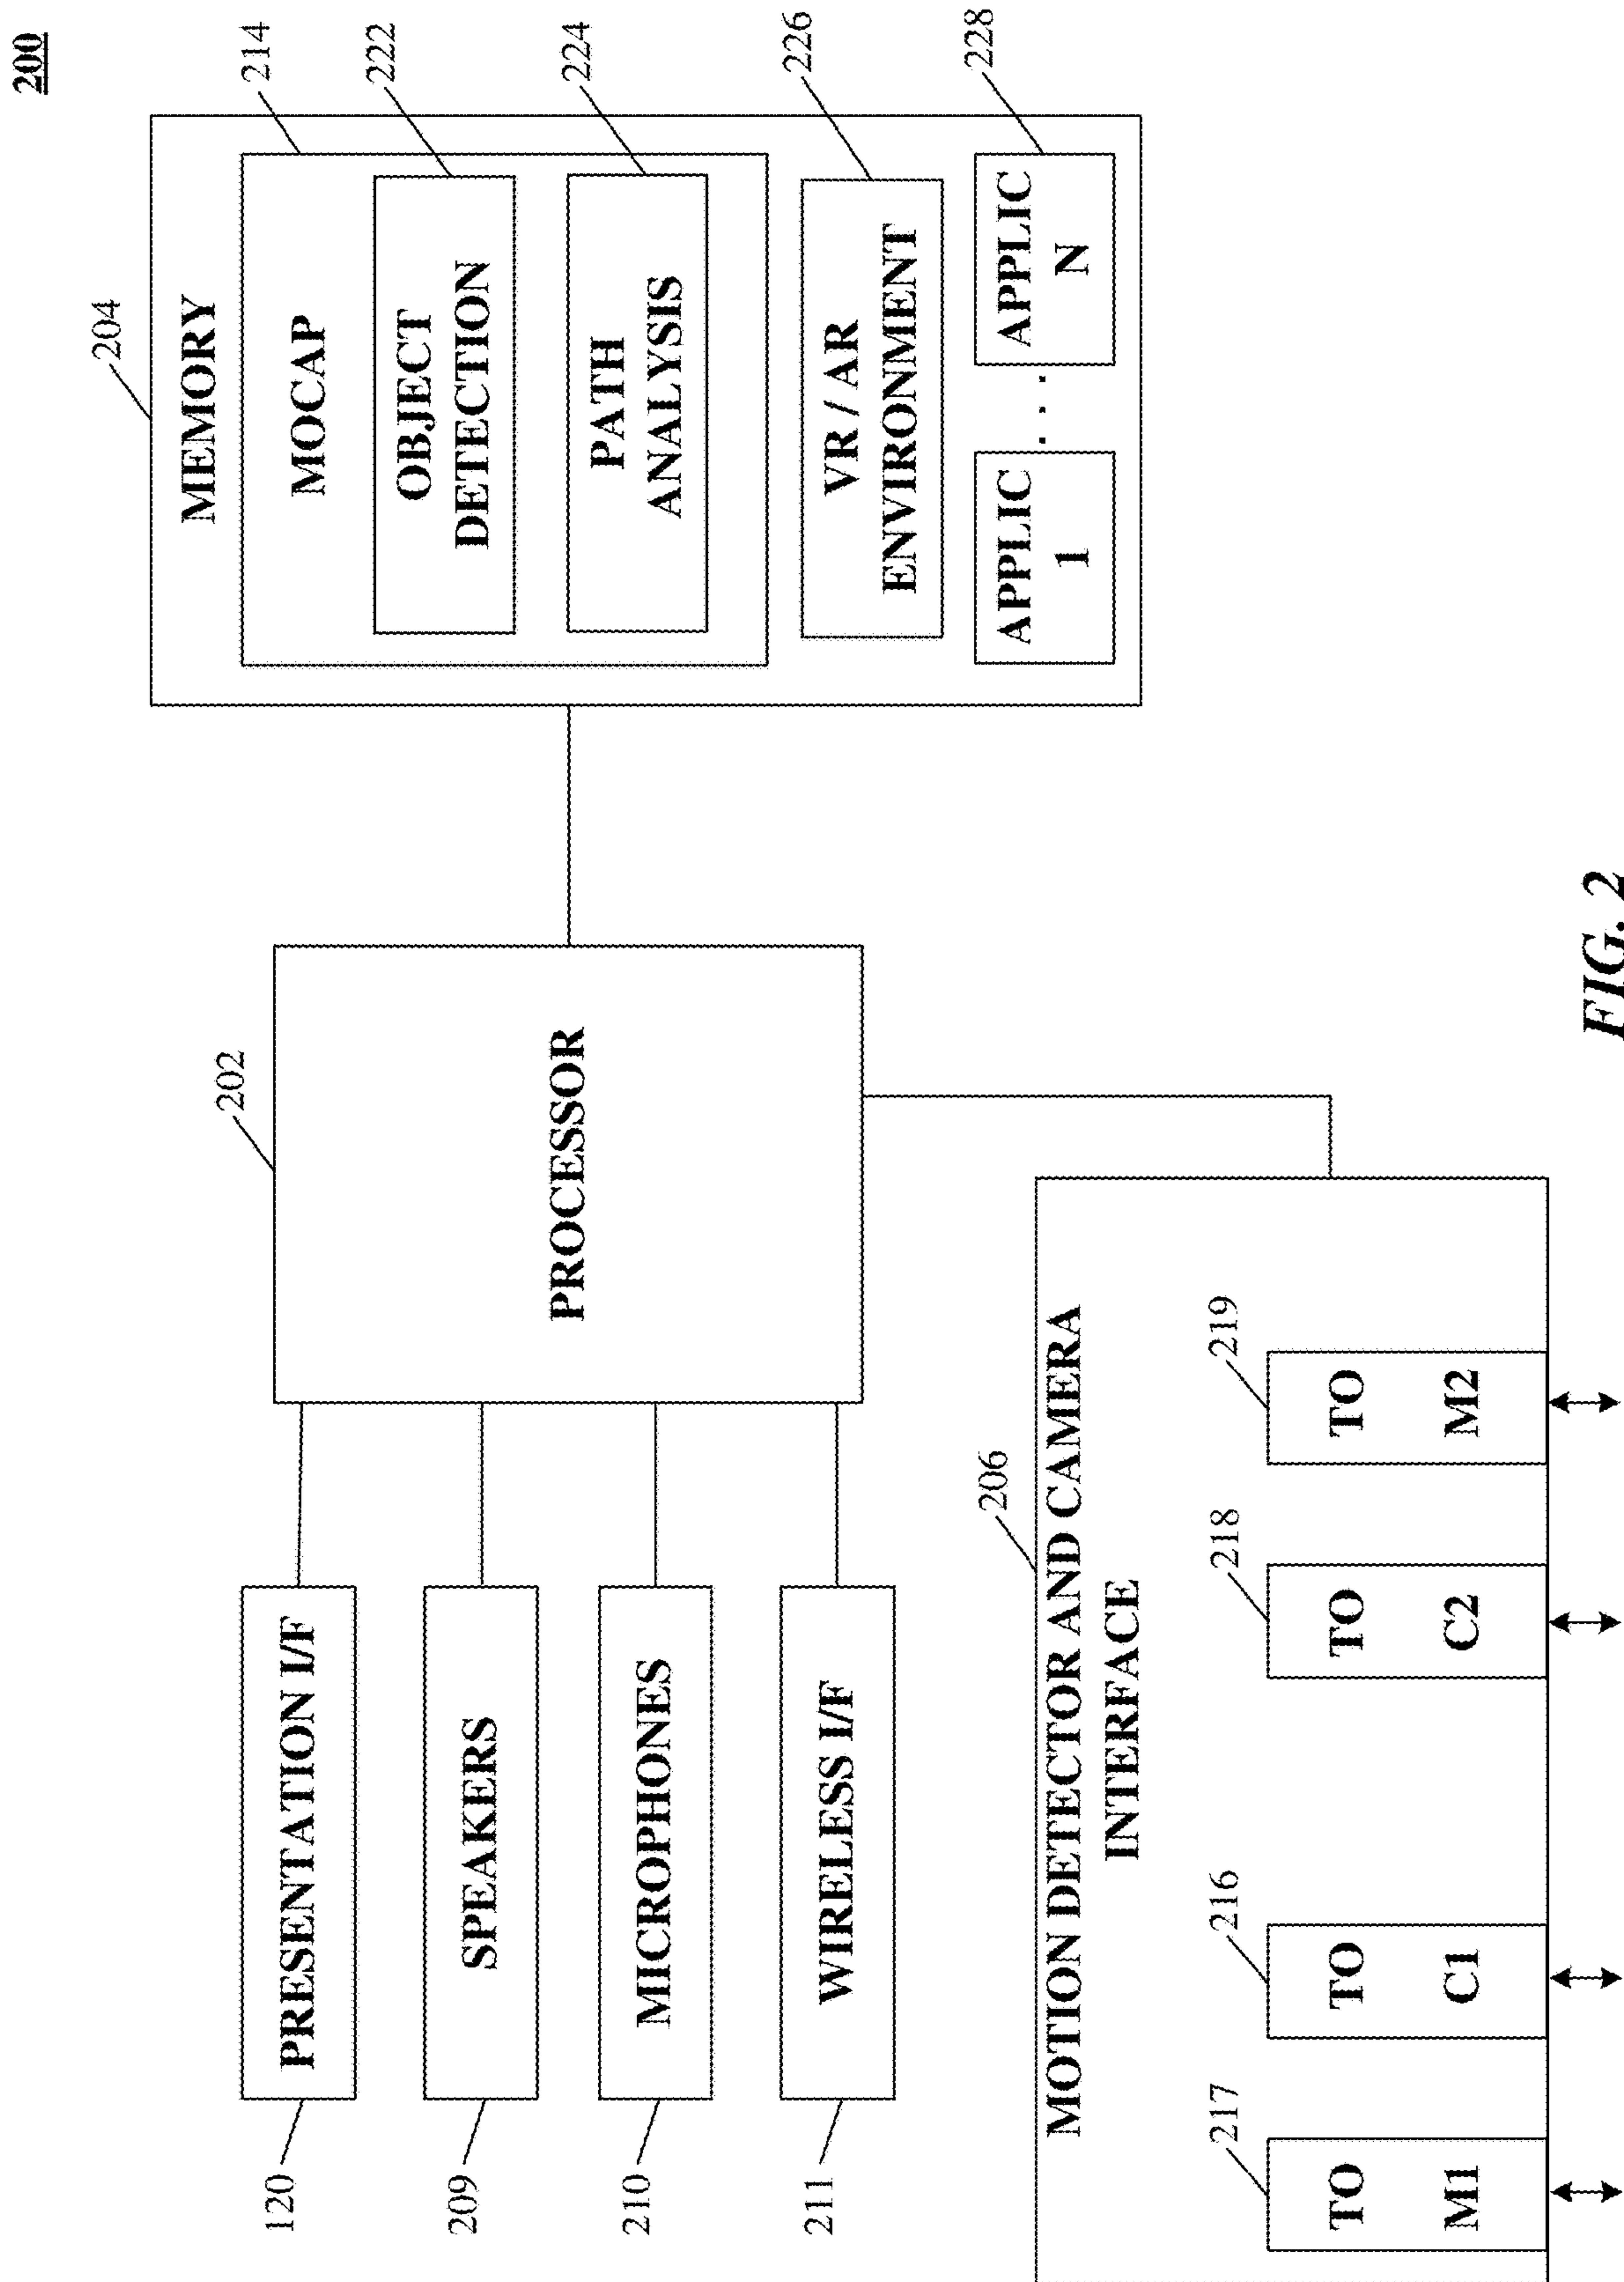 200
120
PRESENTATION I/F
209
SPEAKERS
210
MICROPHONES
211
WIRELESS I/F
202
PROCESSOR
204
MEMORY
214
MOCAP
222
OBJECT
DETECTION
224
PATH
ANALYSIS
226
VR / AR
ENVIRONMENT
228
APPLIC
1
. . .
APPLIC
N
206
MOTION DETECTOR AND CAMERA
INTERFACE
217
TO
M1
216
TO
C1
218
TO
C2
219
TO
M2
FIG. 2